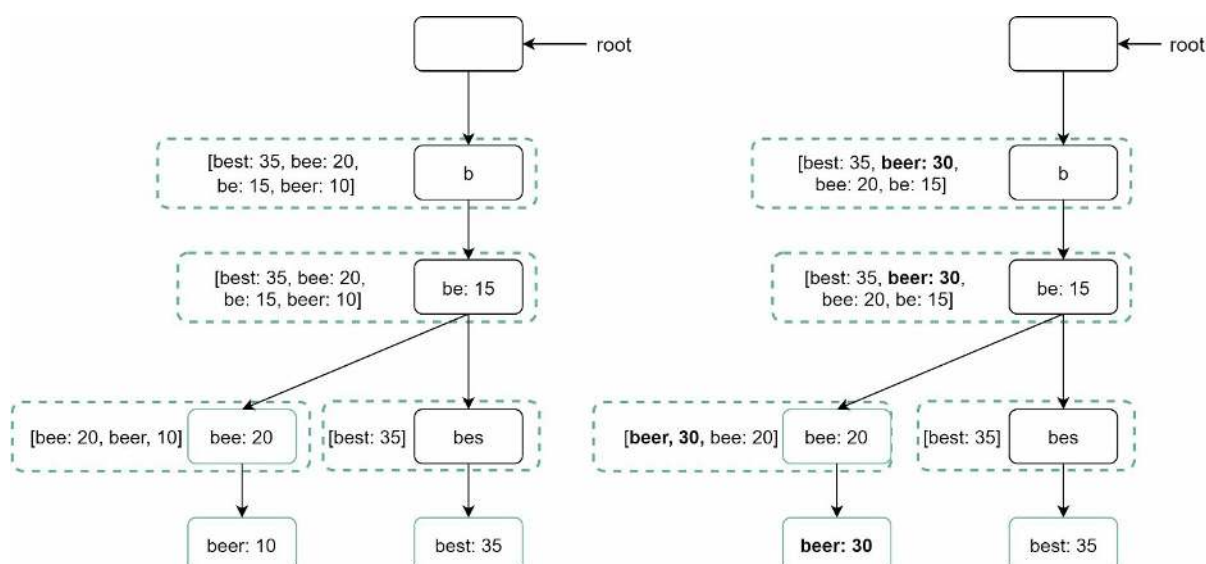 root
[best: 35, bee: 20,
be: 15, beer: 10]
b
[best: 35, bee: 20,
be: 15, beer: 10]
be: 15
[bee: 20, beer, 10]
bee: 20
[best: 35]
bes
beer: 10
best: 35
root
[best: 35, beer: 30,
bee: 20, be: 15]
b
[best: 35, beer: 30,
bee: 20, be: 15]
be: 15
[beer, 30, bee: 20]
bee: 20
[best: 35]
bes
beer: 30
best: 35